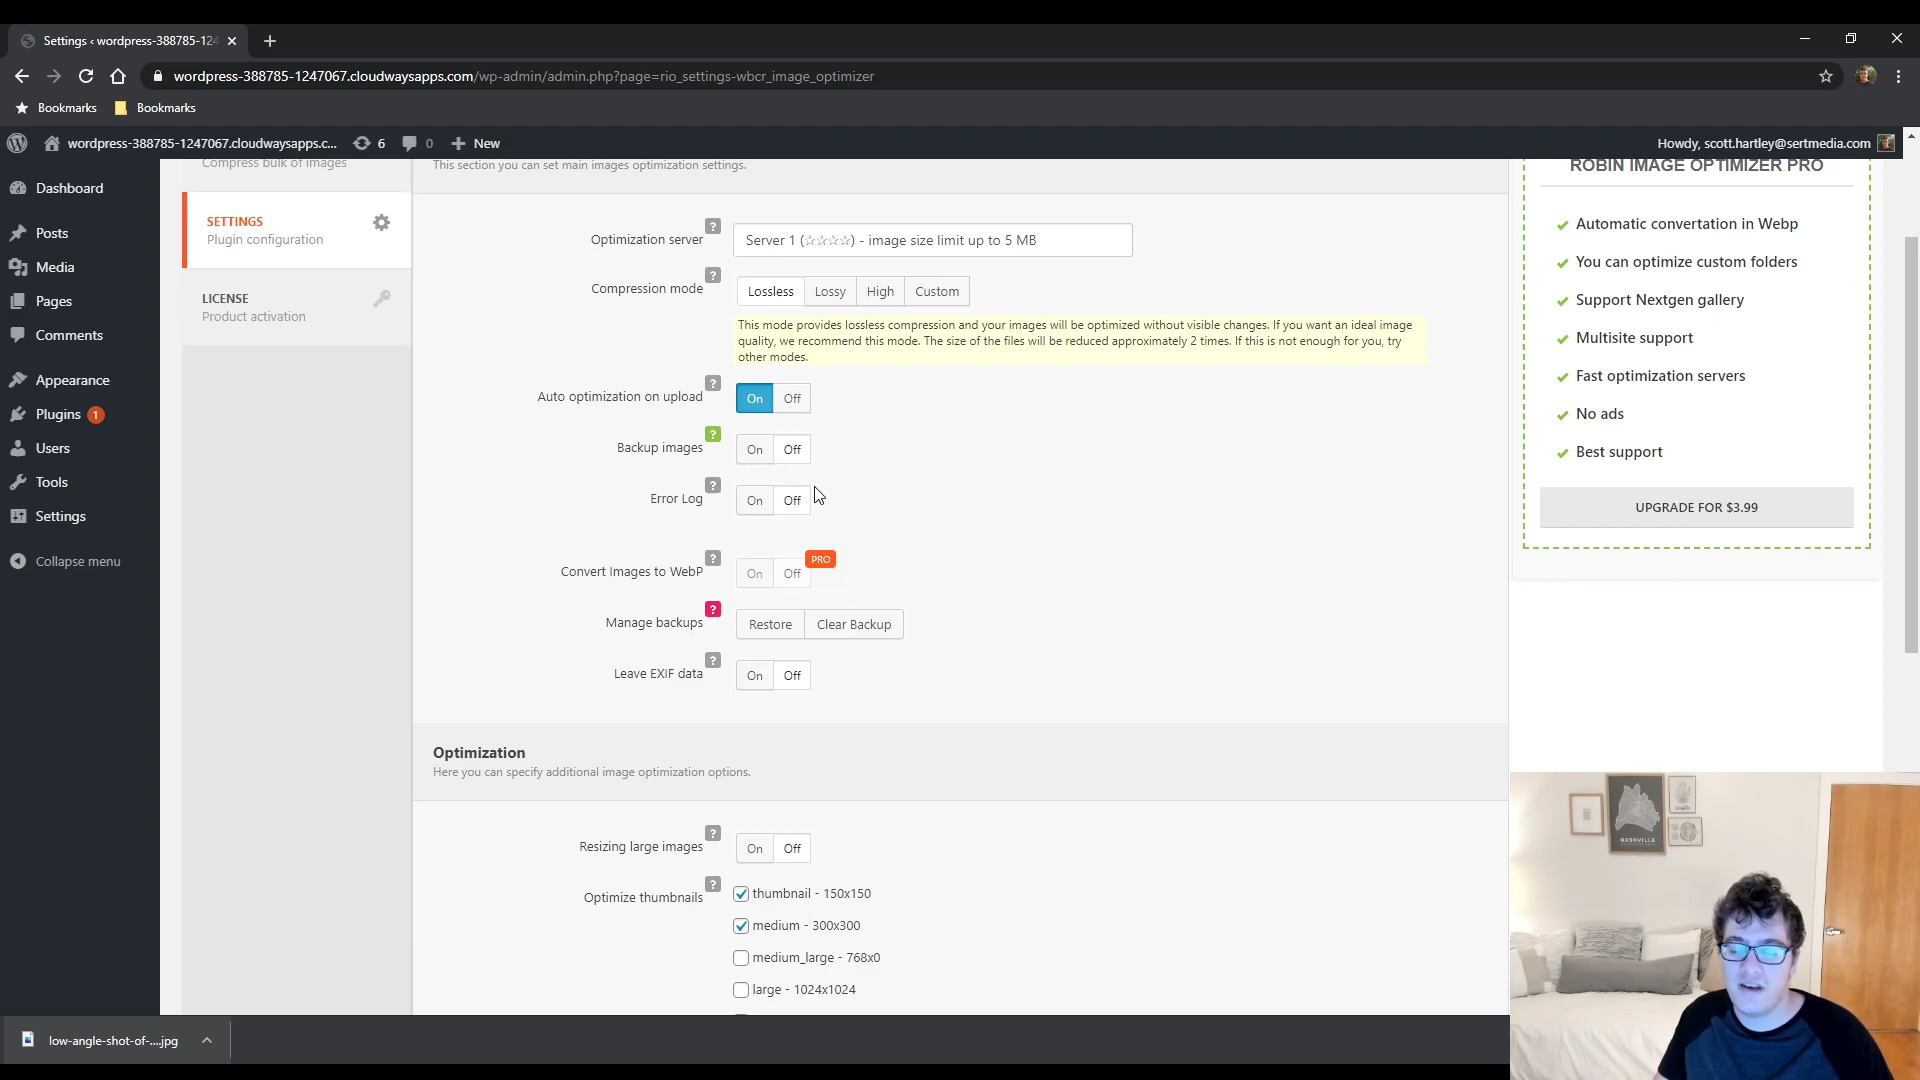 Settings ‹ wordpress-388785-124
wordpress-388785-1247067.cloudwaysapps.com/wp-admin/admin.php?page=rio_settings-wbcr_image_optimizer
Bookmarks
Bookmarks
wordpress-388785-1247067.cloudwaysapps.c...
6
0
New
Howdy, scott.hartley@sertmedia.com
Dashboard
Posts
Media
Pages
Comments
Appearance
Plugins 1
Users
Tools
Settings
Collapse menu
Compress bulk of images
SETTINGS
Plugin configuration
LICENSE
Product activation
This section you can set main images optimization settings.
Optimization server ?
Server 1 (☆☆☆☆) - image size limit up to 5 MB
Compression mode ?
Lossless Lossy High Custom
This mode provides lossless compression and your images will be optimized without visible changes. If you want an ideal image
quality, we recommend this mode. The size of the files will be reduced approximately 2 times. If this is not enough for you, try
other modes.
Auto optimization on upload ? On Off
Backup images ? On Off
Error Log ? On Off
Convert Images to WebP ? On Off PRO
Manage backups ? Restore Clear Backup
Leave EXIF data ? On Off
Optimization
Here you can specify additional image optimization options.
Resizing large images ? On Off
Optimize thumbnails ?
thumbnail - 150x150
medium - 300x300
medium_large - 768x0
large - 1024x1024
ROBIN IMAGE OPTIMIZER PRO
Automatic convertation in Webp
You can optimize custom folders
Support Nextgen gallery
Multisite support
Fast optimization servers
No ads
Best support
UPGRADE FOR $3.99
NASHVILLE
low-angle-shot-of-....jpg